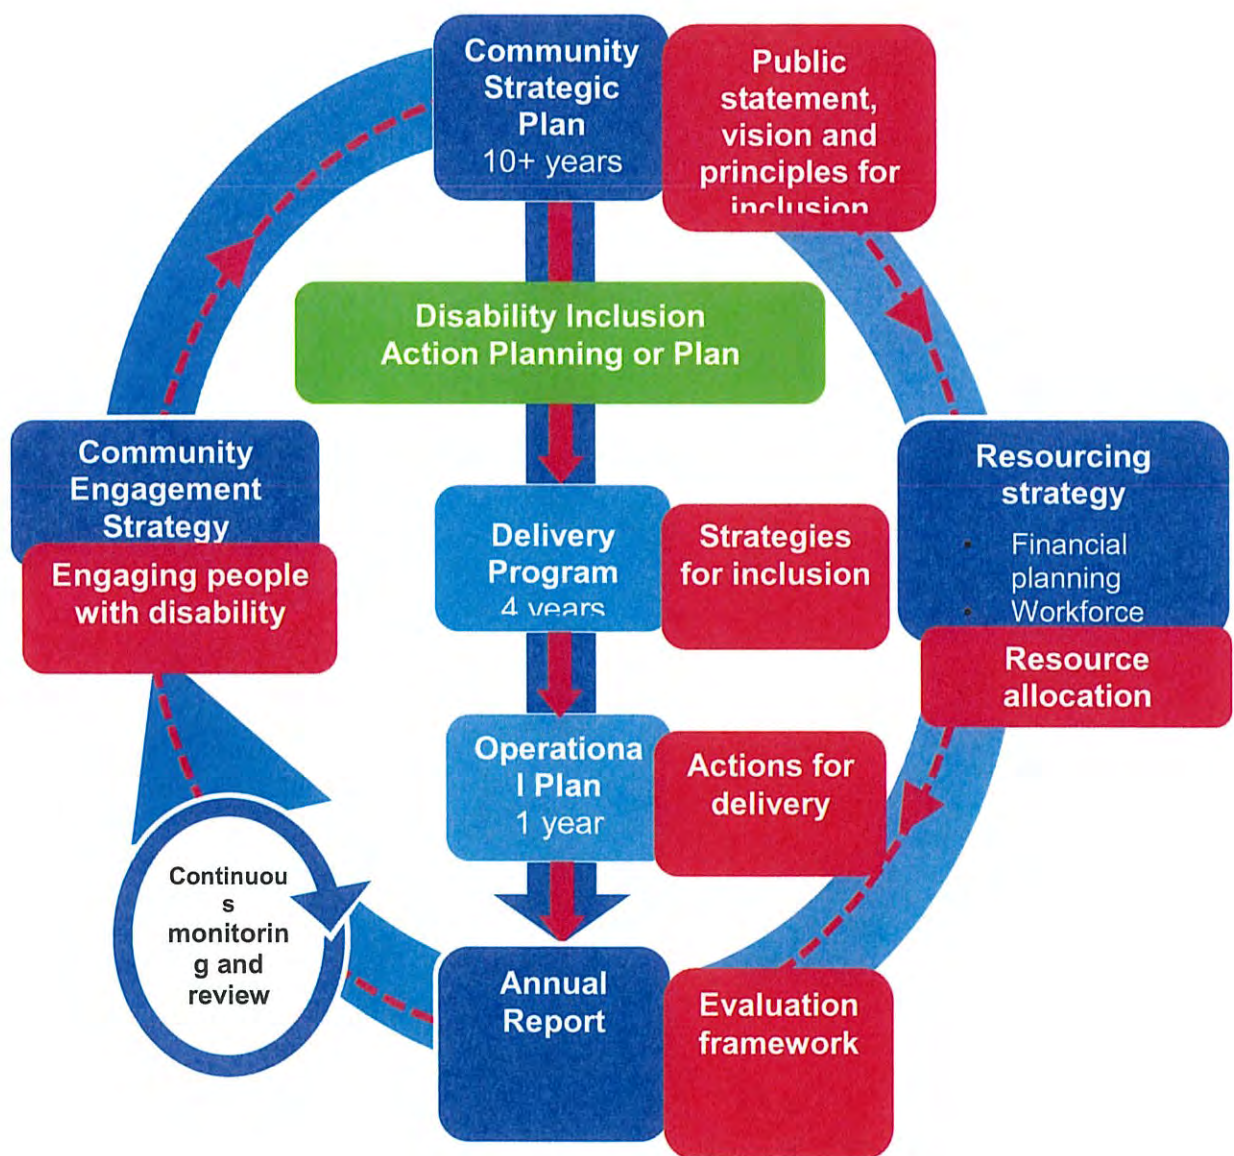 Community
Strategic
Plan
10+ years
Public
statement,
vision and
principles for
inclusion
Disability Inclusion
Action Planning or Plan
Community
Engagement
Strategy
Engaging people
with disability
Resourcing
strategy
• Financial
planning
• Workforce
Resource
allocation
Delivery
Program
4 years
Strategies
for inclusion
Operationa
l Plan
1 year
Actions for
delivery
Continuou
s
monitorin
g and
review
Annual
Report
Evaluation
framework